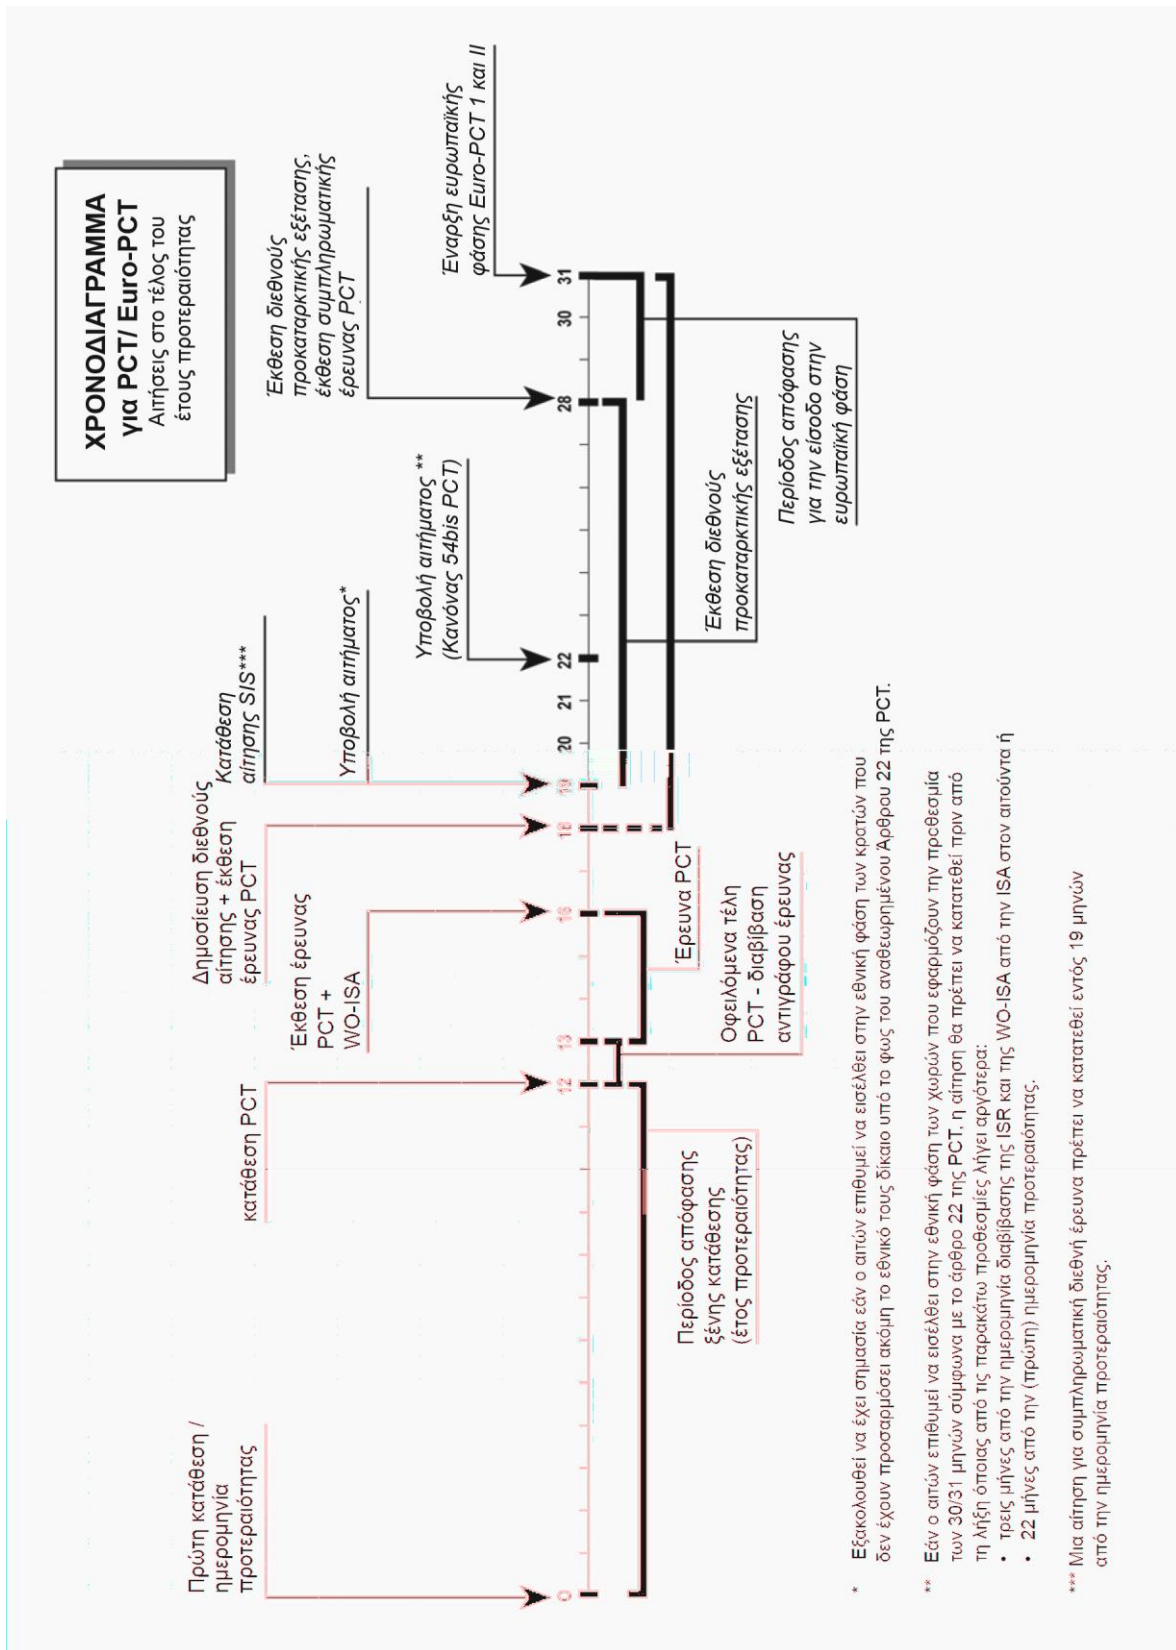 ΧΡΟΝΟΔΙΑΓΡΑΜΜΑ
για PCT/ Euro-PCT
Αιτήσεις στο τέλος του
έτους προτεραιότητας
Πρώτη κατάθεση /
ημερομηνία
προτεραιότητας
κατάθεση PCT
Έκθεση έρευνας
PCT +
WO-ISA
Δημοσίευση διεθνούς
αίτησης + έκθεση
έρευνας PCT
Κατάθεση
αίτησης SIS***
Υποβολή αιτήματος*
Υποβολή αιτήματος **
(Κανόνας 54bis PCT)
Έκθεση διεθνούς
προκαταρκτικής εξέτασης,
έκθεση συμπληρωματικής
έρευνας PCT
Έναρξη ευρωπαϊκής
φάσης Euro-PCT 1 και II
0 12 13 16 18 19 20 21 22 28 30 31
Περίοδος απόφασης
ξένης κατάθεσης
(έτος προτεραιότητας)
Οφειλόμενα τέλη
PCT - διαβίβαση
αντιγράφου έρευνας
Έρευνα PCT
Έκθεση διεθνούς
προκαταρκτικής εξέτασης
Περίοδος απόφασης
για την είσοδο στην
ευρωπαϊκή φάση
* Εξακολουθεί να έχει σημασία εάν ο αιτών επιθυμεί να εισέλθει στην εθνική φάση των κρατών που
δεν έχουν προσαρμόσει ακόμη το εθνικό τους δίκαιο υπό το φως του αναθεωρημένου Άρθρου 22 της PCT.
** Εάν ο αιτών επιθυμεί να εισέλθει στην εθνική φάση των χωρών που εφαρμόζουν την προθεσμία
των 30/31 μηνών σύμφωνα με το άρθρο 22 της PCT, η αίτηση θα πρέπει να κατατεθεί πριν από
τη λήξη όποιας από τις παρακάτω προθεσμίες λήγει αργότερα:
• τρεις μήνες από την ημερομηνία διαβίβασης της ISR και της WO-ISA από την ISA στον αιτούντα ή
• 22 μήνες από την (πρώτη) ημερομηνία προτεραιότητας.
*** Μια αίτηση για συμπληρωματική διεθνή έρευνα πρέπει να κατατεθεί εντός 19 μηνών
από την ημερομηνία προτεραιότητας.